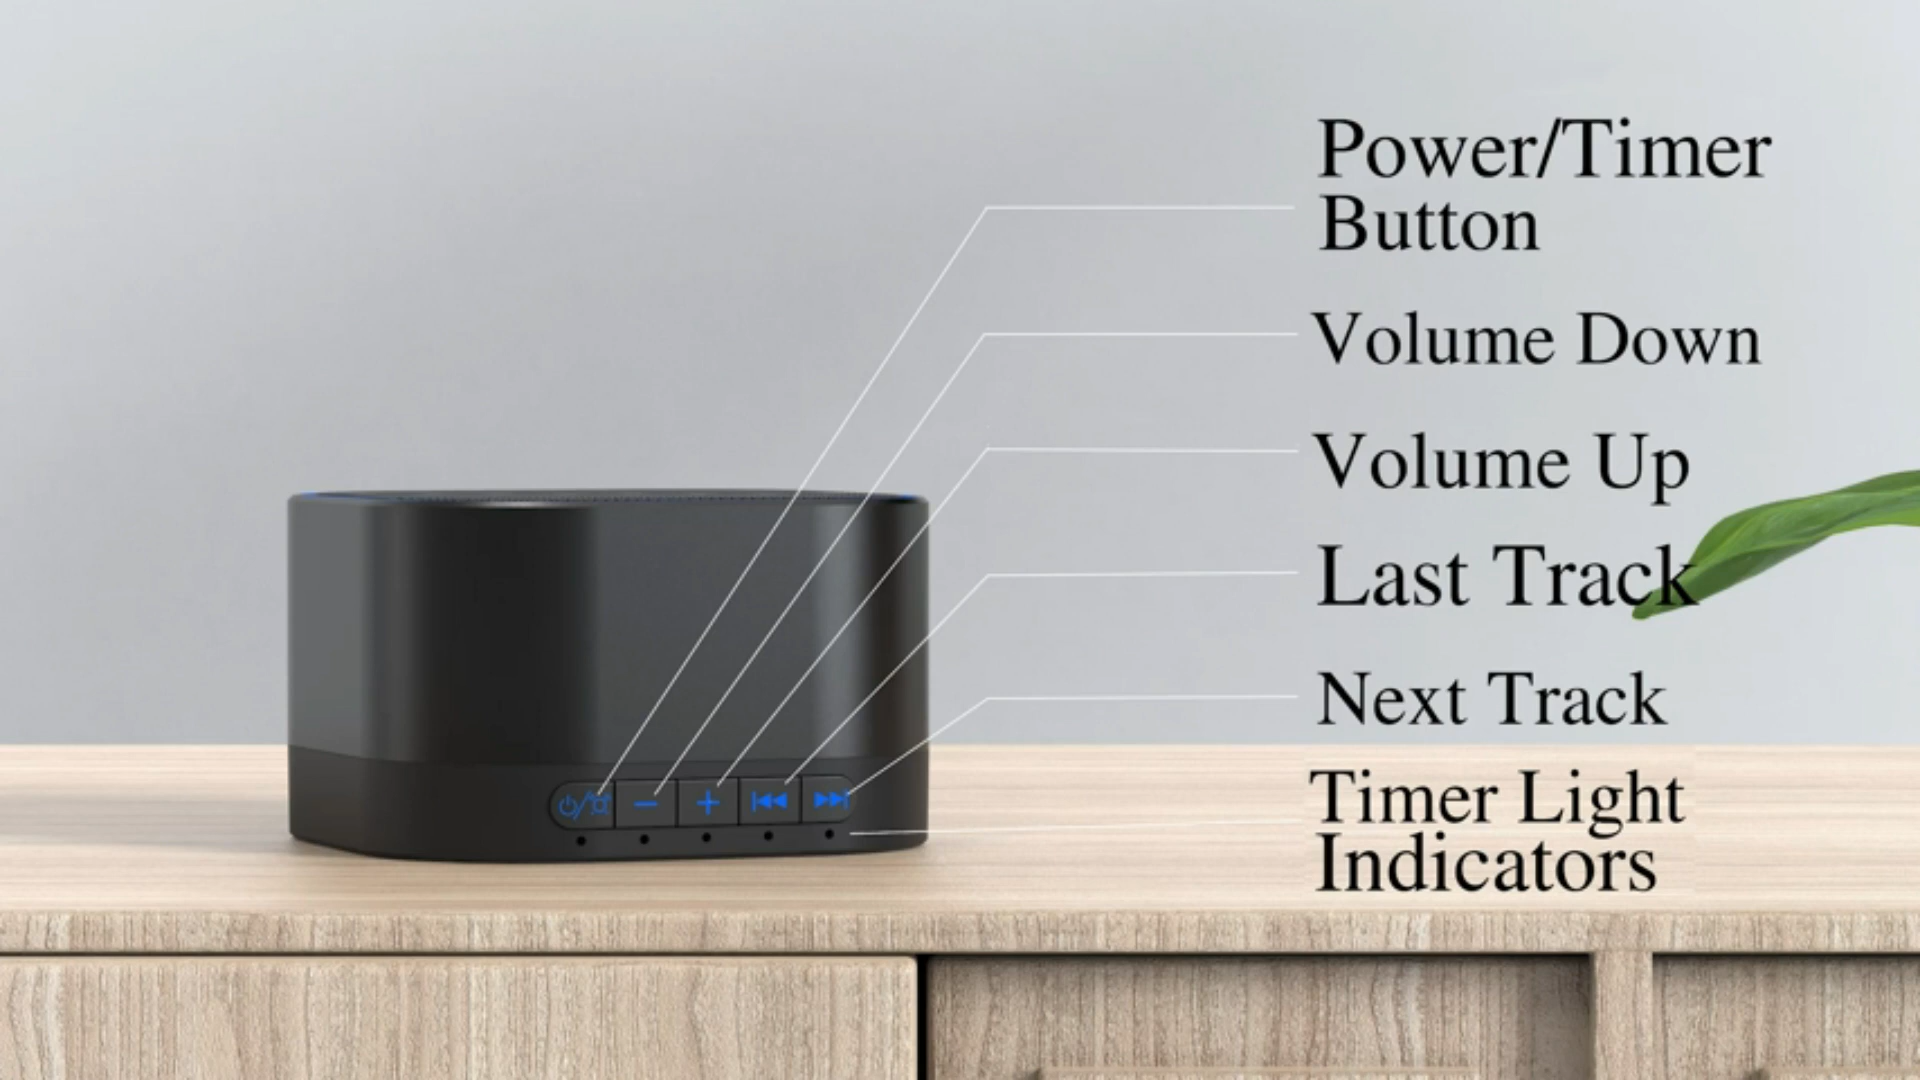 Power/Timer
Button
Volume Down
Volume Up
Last Track
Next Track
Timer Light
Indicators